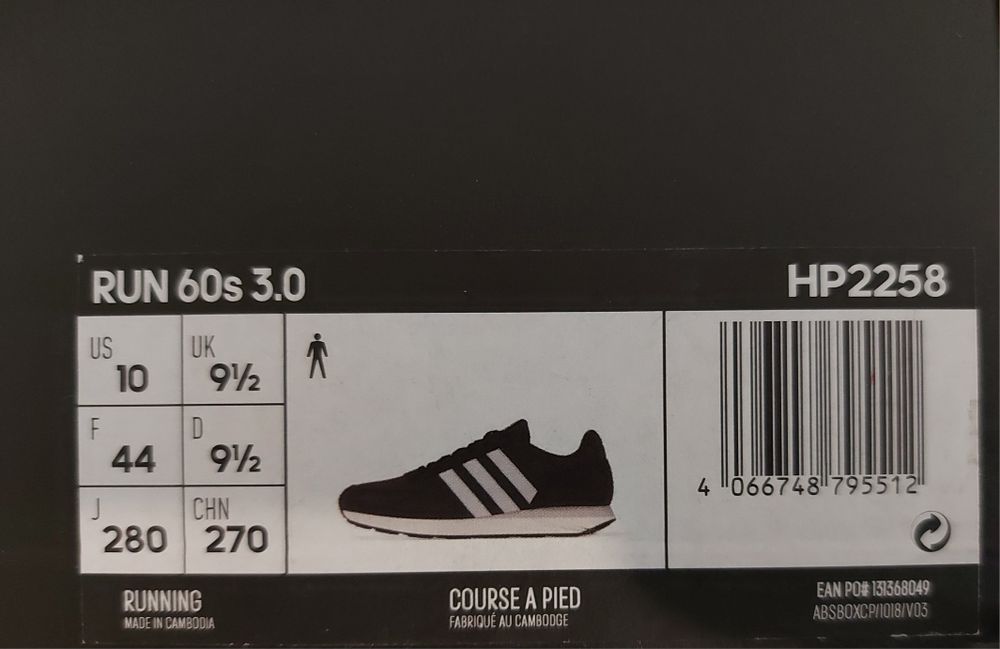 RUN 60s 3.0
HP2258
US
10
UK
9½
F
44
D
9½
J
280
CHN
270
4 066748 795512
RUNNING
MADE IN CAMBODIA
COURSE A PIED
FABRIQUÉ AU CAMBODGE
EAN PO# 131368049
ABSBOXCP/1018/V03